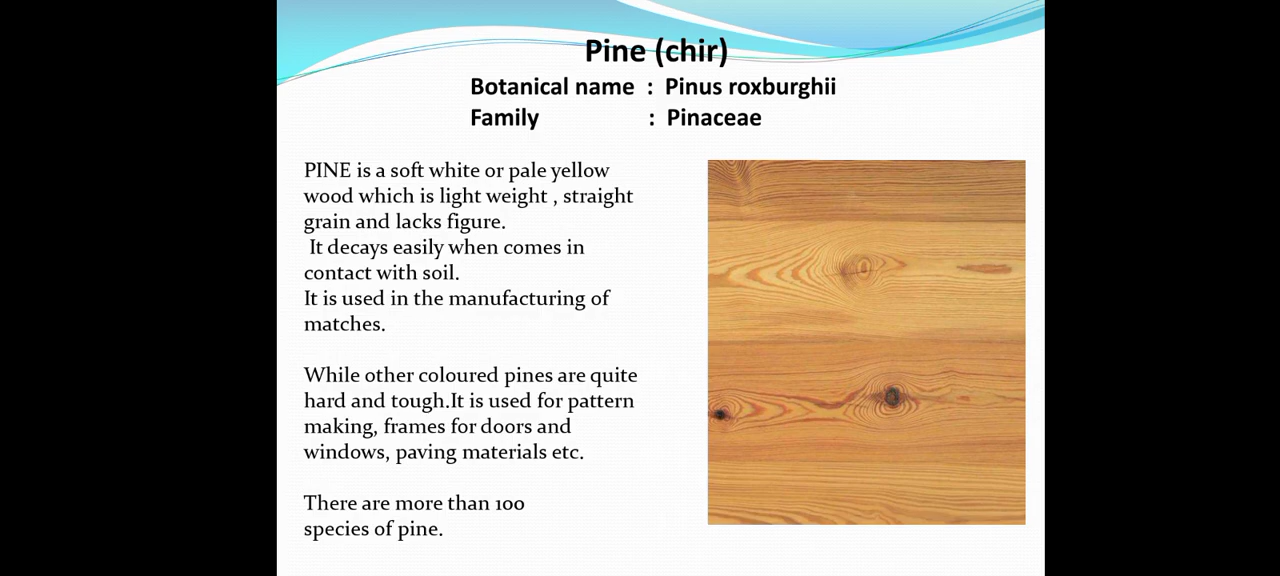 Pine (chir)
Botanical name : Pinus roxburghii
Family : Pinaceae
PINE is a soft white or pale yellow
wood which is light weight , straight
grain and lacks figure.
It decays easily when comes in
contact with soil.
It is used in the manufacturing of
matches.
While other coloured pines are quite
hard and tough.It is used for pattern
making, frames for doors and
windows, paving materials etc.
There are more than 100
species of pine.